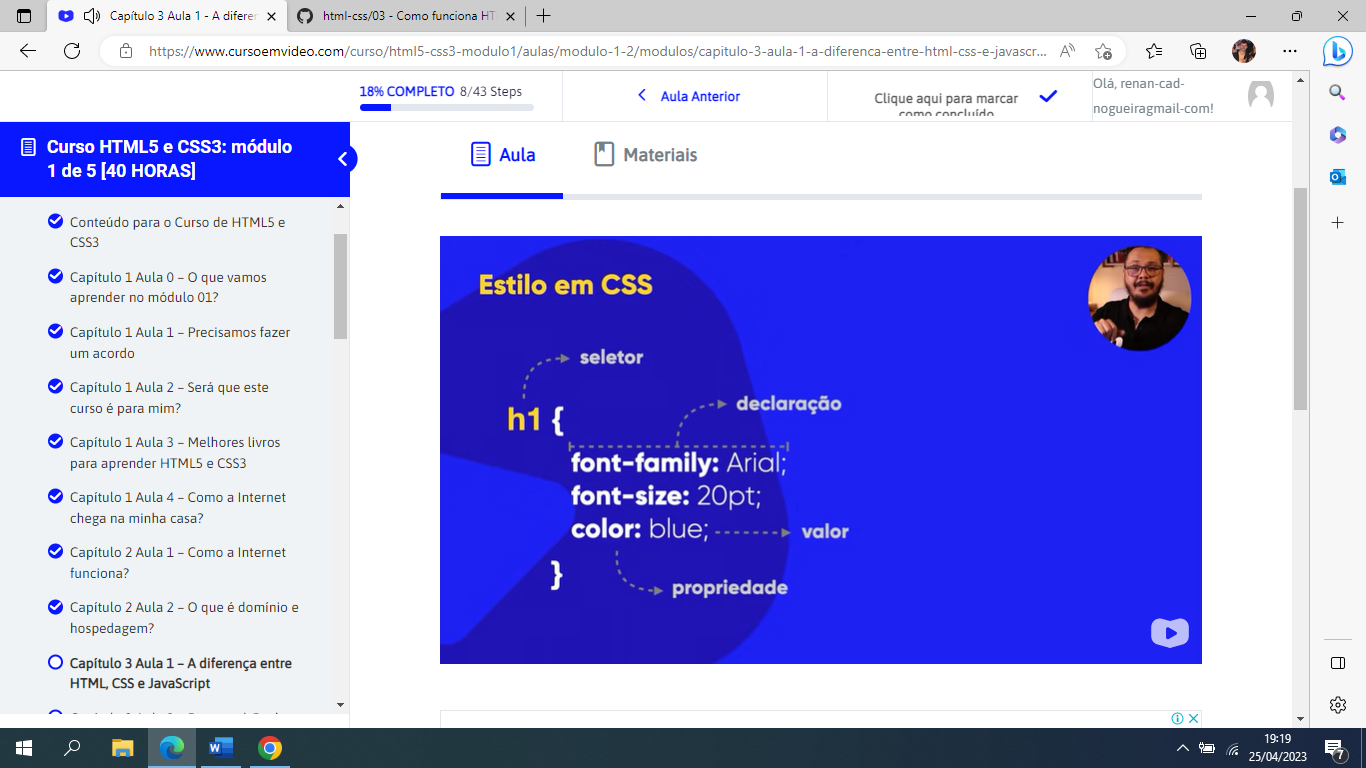 Capítulo 3 Aula 1 - A diferen
html-css/03 - Como funciona HT
https://www.cursoemvideo.com/curso/html5-css3-modulo1/aulas/modulo-1-2/modulos/capitulo-3-aula-1-a-diferenca-entre-html-css-e-javascr...
18% COMPLETO 8/43 Steps
Aula Anterior
Clique aqui para marcar
como concluído
Olá, renan-cad-
nogueiragmail-com!
Curso HTML5 e CSS3: módulo
1 de 5 [40 HORAS]
Conteúdo para o Curso de HTML5 e
CSS3
Capítulo 1 Aula 0 – O que vamos
aprender no módulo 01?
Capítulo 1 Aula 1 – Precisamos fazer
um acordo
Capítulo 1 Aula 2 – Será que este
curso é para mim?
Capítulo 1 Aula 3 – Melhores livros
para aprender HTML5 e CSS3
Capítulo 1 Aula 4 – Como a Internet
chega na minha casa?
Capítulo 2 Aula 1 – Como a Internet
funciona?
Capítulo 2 Aula 2 – O que é domínio e
hospedagem?
Capítulo 3 Aula 1 – A diferença entre
HTML, CSS e JavaScript
Aula
Materiais
Estilo em CSS
seletor
declaração
h1 {
font-family: Arial;
font-size: 20pt;
color: blue;
valor
}
propriedade
19:19
25/04/2023
7